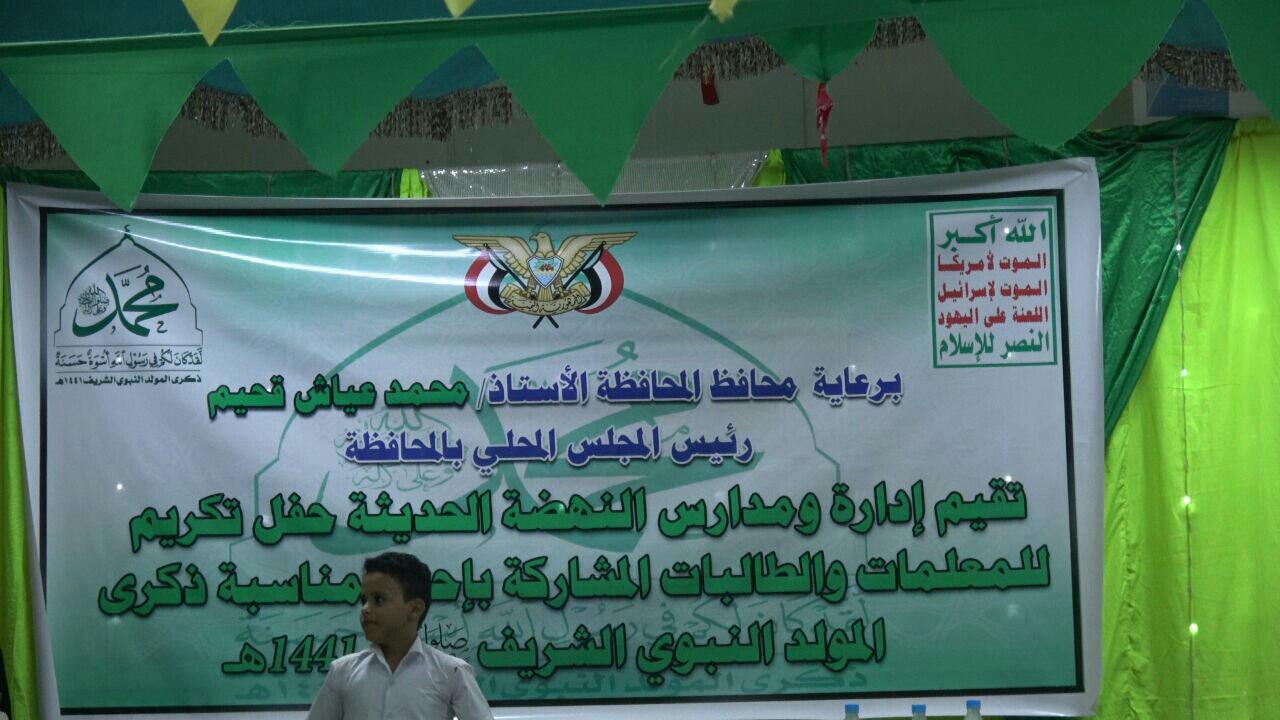 الله أكبر
الموت لأمريكا
الموت لإسرائيل
اللعنة على اليهود
النصر للإسلام
محمد
لقد كان لكم في رسول الله أسوة حسنة
ذكرى المولد النبوي الشريف ١٤٤١هـ
برعاية محافظ المحافظة الأستاذ/ محمد عياش قحيم
رئيس المجلس المحلي بالمحافظة
تقيم إدارة ومدارس النهضة الحديثة حفل تكريم
للمعلمات والطالبات المشاركة مناسبة ذكرى
المولد النبوي الشريف 1441هـ